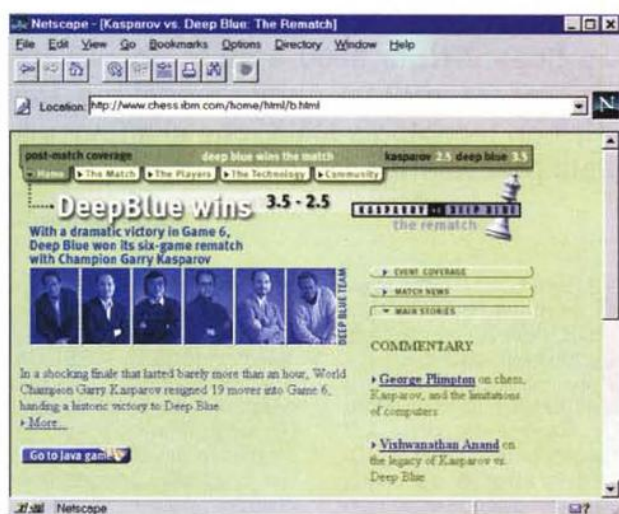 Netscape - [Kasparov vs. Deep Blue: The Rematch]
File Edit View Go Bookmarks Options Directory Window Help
Location: http://www.chess.ibm.com/home/html/b.html
N
post-match coverage deep blue wins the match kasparov 2.5 deep blue 3.5
Home The Match The Players The Technology Community
DeepBlue wins 3.5 - 2.5
KASPAROV vs DEEP BLUE
the rematch
With a dramatic victory in Game 6,
Deep Blue won its six-game rematch
with Champion Garry Kasparov
DEEP BLUE TEAM
In a shocking finale that lasted barely more than an hour, World
Champion Garry Kasparov resigned 19 mover into Game 6,
handing a historic victory to Deep Blue
More...
Go to Java game
EVENT COVERAGE
MATCH NEWS
MAIN STORIES
COMMENTARY
George Plimpton on chess,
Kasparov, and the limitations
of computers
Vishwanathan Anand on
the legacy of Kasparov vs.
Deep Blue
Netscape